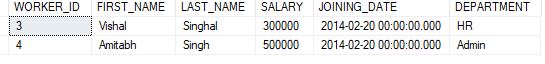 WORKER_ID FIRST_NAME LAST_NAME SALARY JOINING_DATE DEPARTMENT
3 Vishal Singhal 300000 2014-02-20 00:00:00.000 HR
4 Amitabh Singh 500000 2014-02-20 00:00:00.000 Admin